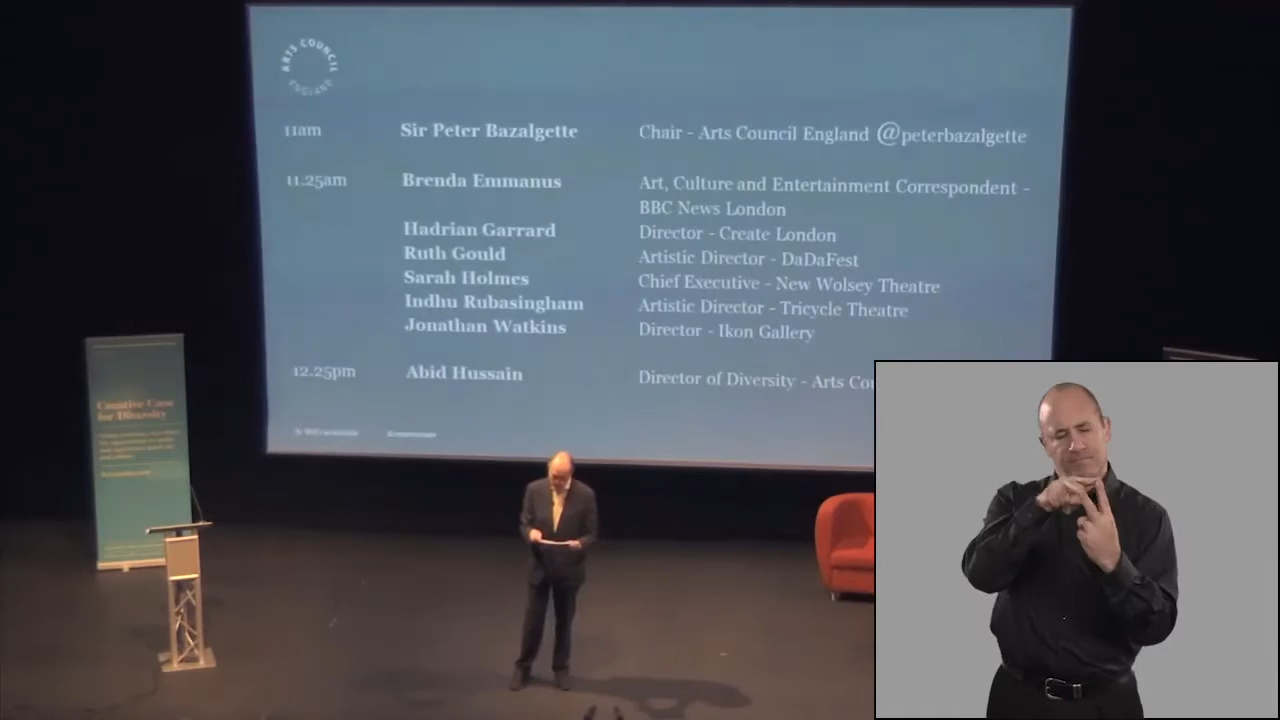 ARTS COUNCIL ENGLAND
11am Sir Peter Bazalgette Chair - Arts Council England @peterbazalgette
11.25am Brenda Emmanus Art, Culture and Entertainment Correspondent -
BBC News London
Hadrian Garrard Director - Create London
Ruth Gould Artistic Director - DaDaFest
Sarah Holmes Chief Executive - New Wolsey Theatre
Indhu Rubasingham Artistic Director - Tricycle Theatre
Jonathan Watkins Director - Ikon Gallery
12.25pm Abid Hussain Director of Diversity - Arts Cou
Creative Case
for Diversity